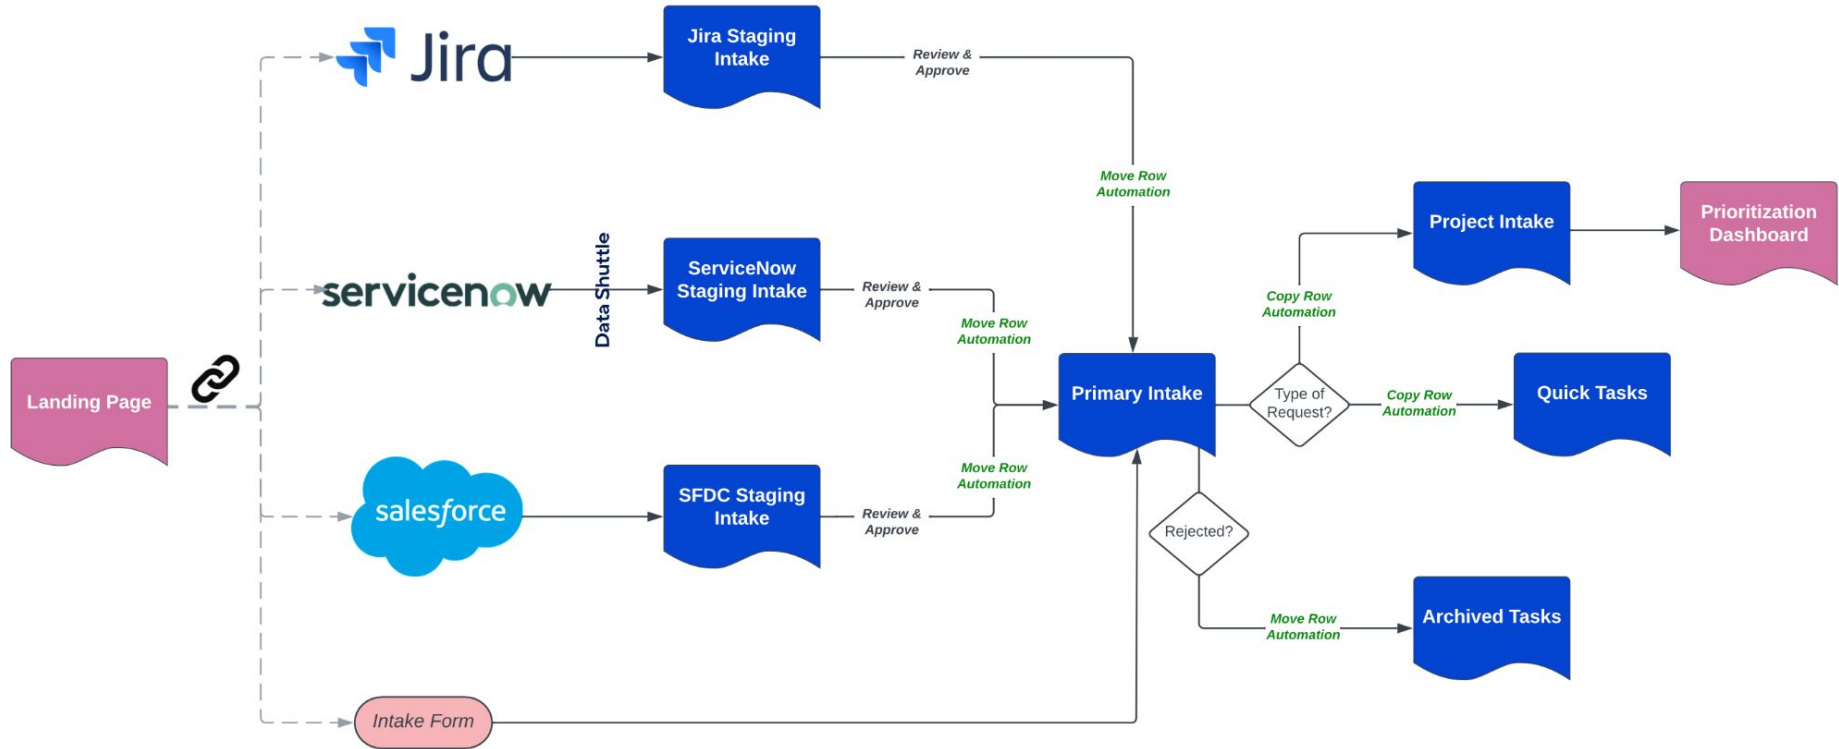 Jira
Jira Staging
Intake
Review &
Approve
Move Row
Automation
Project Intake
Prioritization
Dashboard
Data Shuttle
servicenow
ServiceNow
Staging Intake
Review &
Approve
Move Row
Automation
Copy Row
Automation
Landing Page
Primary Intake
Type of
Request?
Copy Row
Automation
Quick Tasks
salesforce
SFDC Staging
Intake
Review &
Approve
Move Row
Automation
Rejected?
Move Row
Automation
Archived Tasks
Intake Form